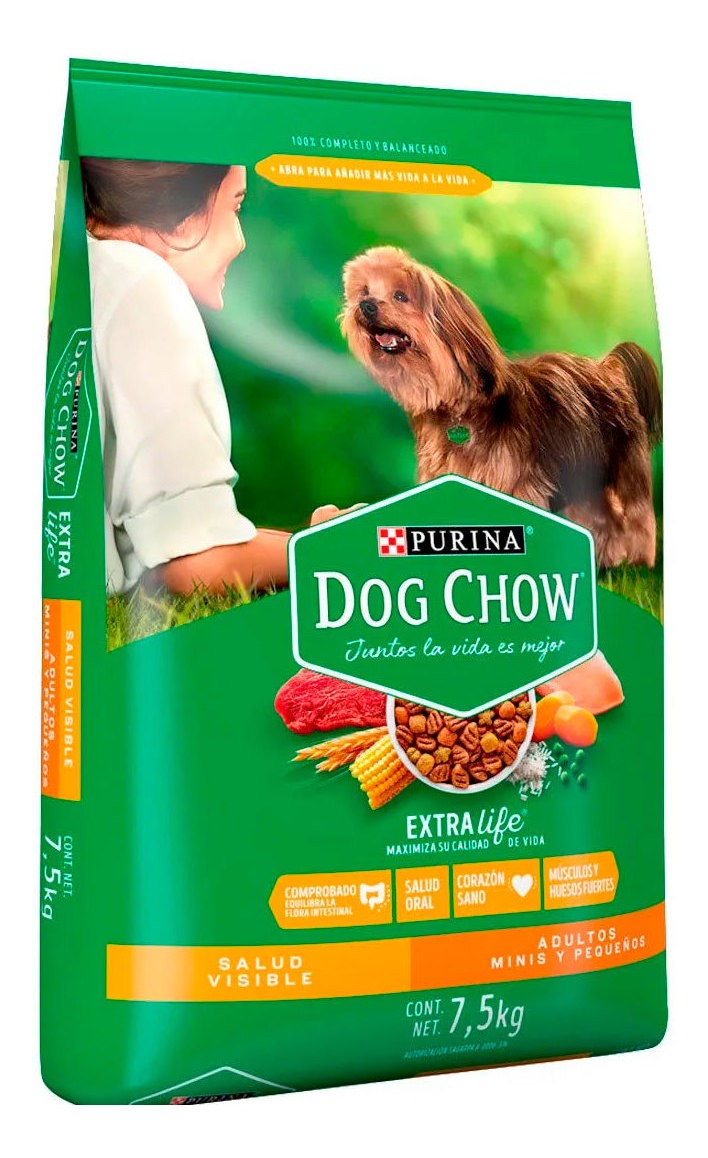 100% COMPLETO Y BALANCEADO
• ABRA PARA AÑADIR MÁS VIDA A LA VIDA •
PURINA®
DOG CHOW®
Juntos la vida es mejor
EXTRA life®
MAXIMIZA SU CALIDAD DE VIDA
COMPROBADO
EQUILIBRA LA
FLORA INTESTINAL
SALUD
ORAL
CORAZÓN
SANO
MÚSCULOS Y
HUESOS FUERTES
SALUD
VISIBLE
ADULTOS
MINIS Y PEQUEÑOS
CONT.
NET. 7,5kg
PURINA
DOG CHOW
EXTRA
life
SALUD VISIBLE
ADULTOS
MINIS Y PEQUEÑOS
CONT. NET.
7,5kg
PURINA